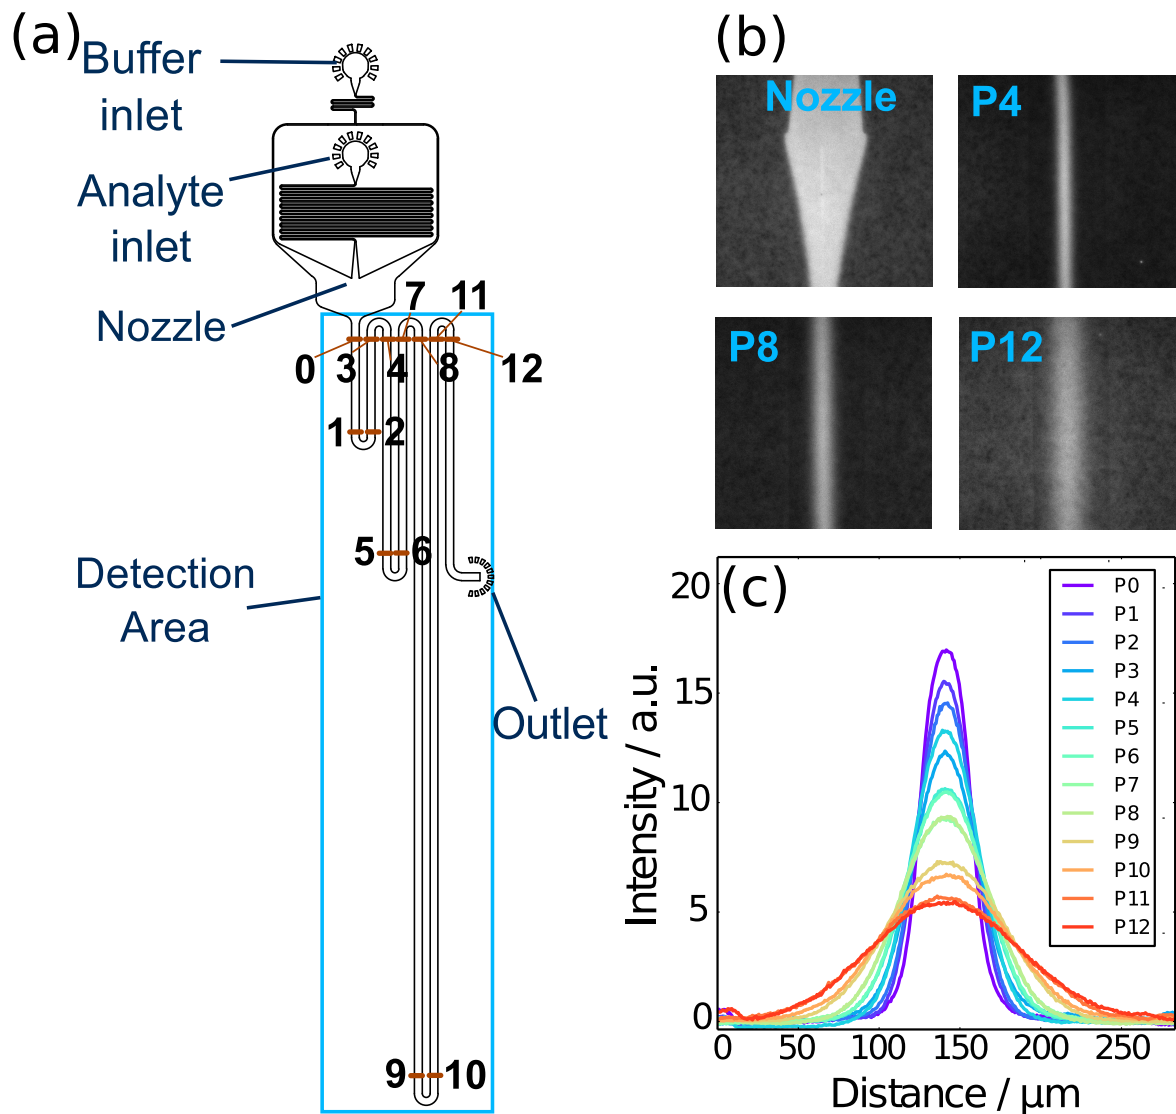 (a)
Buffer
inlet
Analyte
inlet
Nozzle
7
11
0
3
4
8
12
1
2
5
6
Detection
Area
Outlet
9
10
(b)
Nozzle
P4
P8
P12
(c)
20
15
10
5
0
Intensity / a.u.
P0
P1
P2
P3
P4
P5
P6
P7
P8
P9
P10
P11
P12
0
50
100
150
200
250
Distance / µm